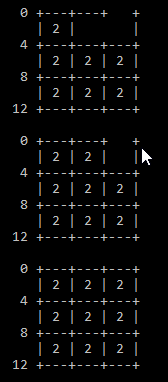 0 +---+---+   +
  | 2 |       |
4 +---+---+---+
  | 2 | 2 | 2 |
8 +---+---+---+
  | 2 | 2 | 2 |
12 +---+---+---+
0 +---+---+   +
  | 2 | 2 |   |
4 +---+---+---+
  | 2 | 2 | 2 |
8 +---+---+---+
  | 2 | 2 | 2 |
12 +---+---+---+
0 +---+---+---+
  | 2 | 2 | 2 |
4 +---+---+---+
  | 2 | 2 | 2 |
8 +---+---+---+
  | 2 | 2 | 2 |
12 +---+---+---+